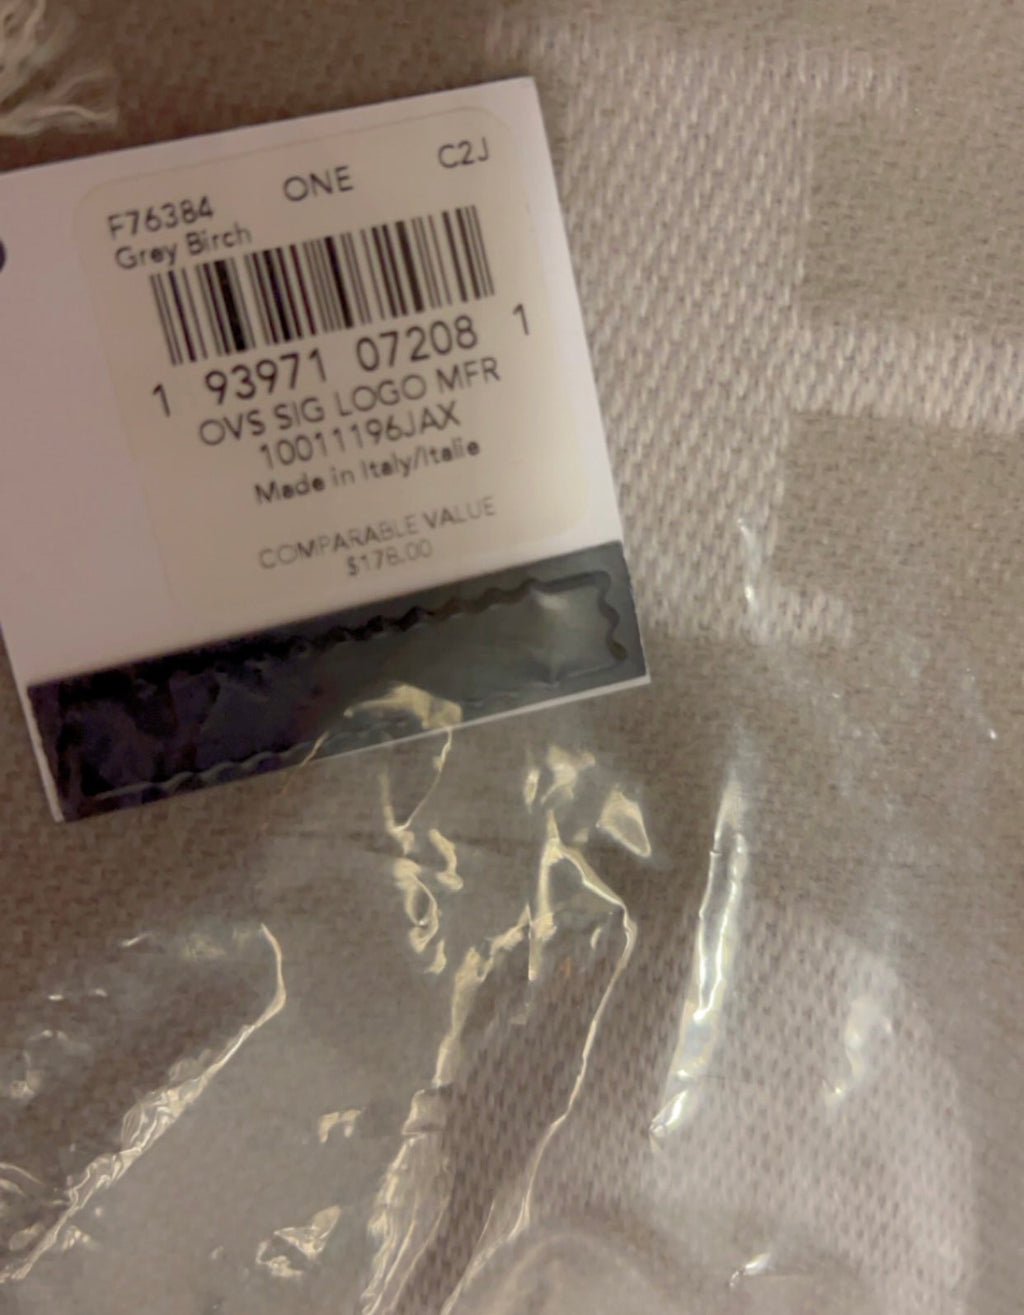 F76384 ONE C2J
Grey Birch
1 93971 07208 1
OVS SIG LOGO MFR
10011196JAX
Made in Italy/Italie
COMPARABLE VALUE
$178.00